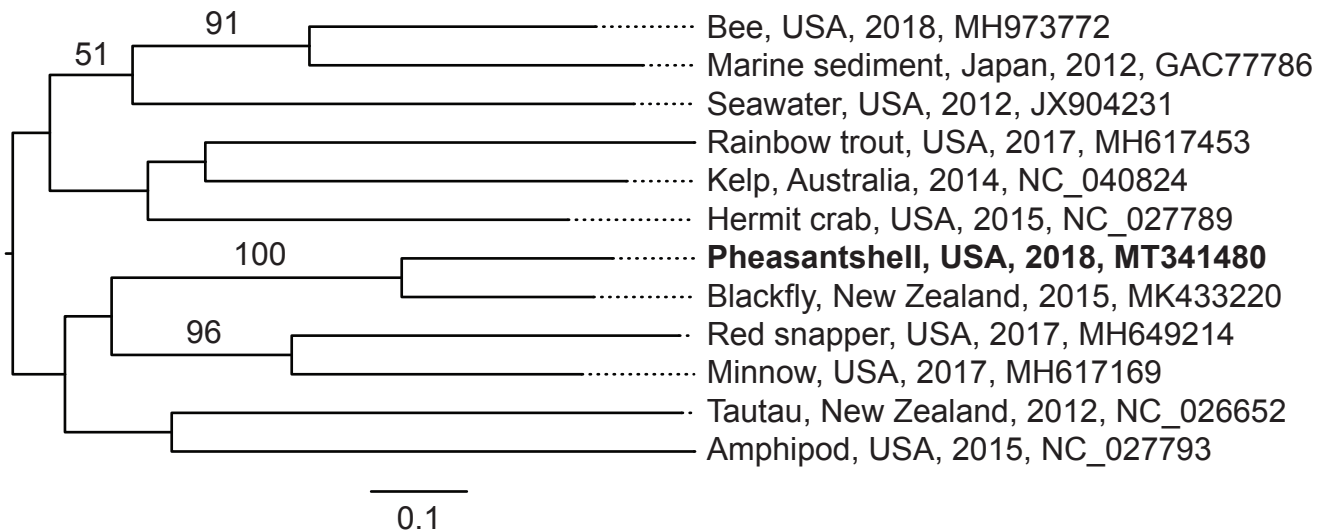 91
Bee, USA, 2018, MH973772
51
Marine sediment, Japan, 2012, GAC77786
Seawater, USA, 2012, JX904231
Rainbow trout, USA, 2017, MH617453
Kelp, Australia, 2014, NC_040824
Hermit crab, USA, 2015, NC_027789
100
Pheasantshell, USA, 2018, MT341480
Blackfly, New Zealand, 2015, MK433220
96
Red snapper, USA, 2017, MH649214
Minnow, USA, 2017, MH617169
Tautau, New Zealand, 2012, NC_026652
Amphipod, USA, 2015, NC_027793
0.1